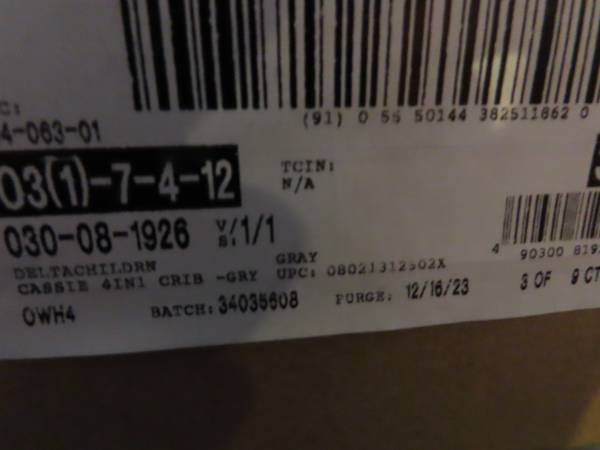 (91) 0 55 50144 382511862 0
C:
4-063-01
03(1)-7-4-12
TCIN:
N/A
030-08-1926 V/S: 1/1
4 90300 819
DELTACHILDRN GRAY
CASSIE 4IN1 CRIB -GRY UPC: 08021312502X
OWH4 BATCH: 34035608 PURGE: 12/16/23 3 OF 9 CT